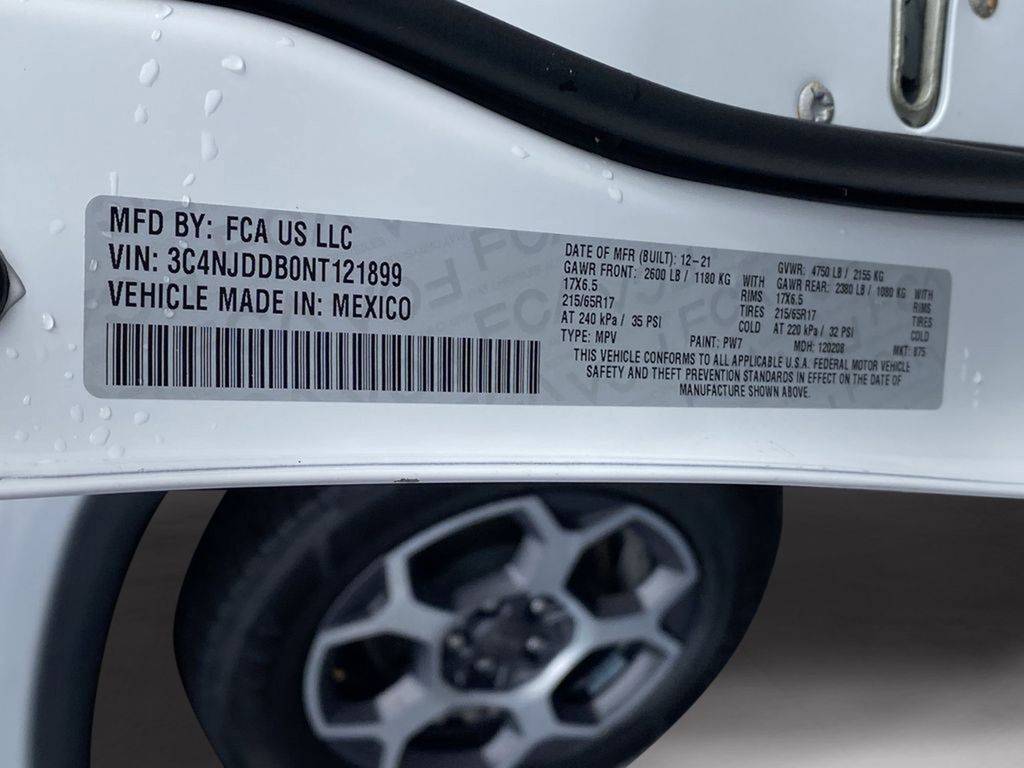 MFD BY: FCA US LLC
VIN: 3C4NJDDB0NT121899
VEHICLE MADE IN: MEXICO
DATE OF MFR (BUILT): 12-21
GVWR: 4750 LB / 2155 KG
GAWR FRONT: 2600 LB / 1180 KG WITH
GAWR REAR: 2380 LB / 1080 KG WITH
17X6.5 RIMS
17X6.5 RIMS
215/65R17 TIRES
215/65R17 TIRES
AT 240 kPa / 35 PSI COLD
AT 220 kPa / 32 PSI COLD
TYPE: MPV PAINT: PW7 MDH: 120208 MKT: 875
THIS VEHICLE CONFORMS TO ALL APPLICABLE U.S.A. FEDERAL MOTOR VEHICLE
SAFETY AND THEFT PREVENTION STANDARDS IN EFFECT ON THE DATE OF
MANUFACTURE SHOWN ABOVE.